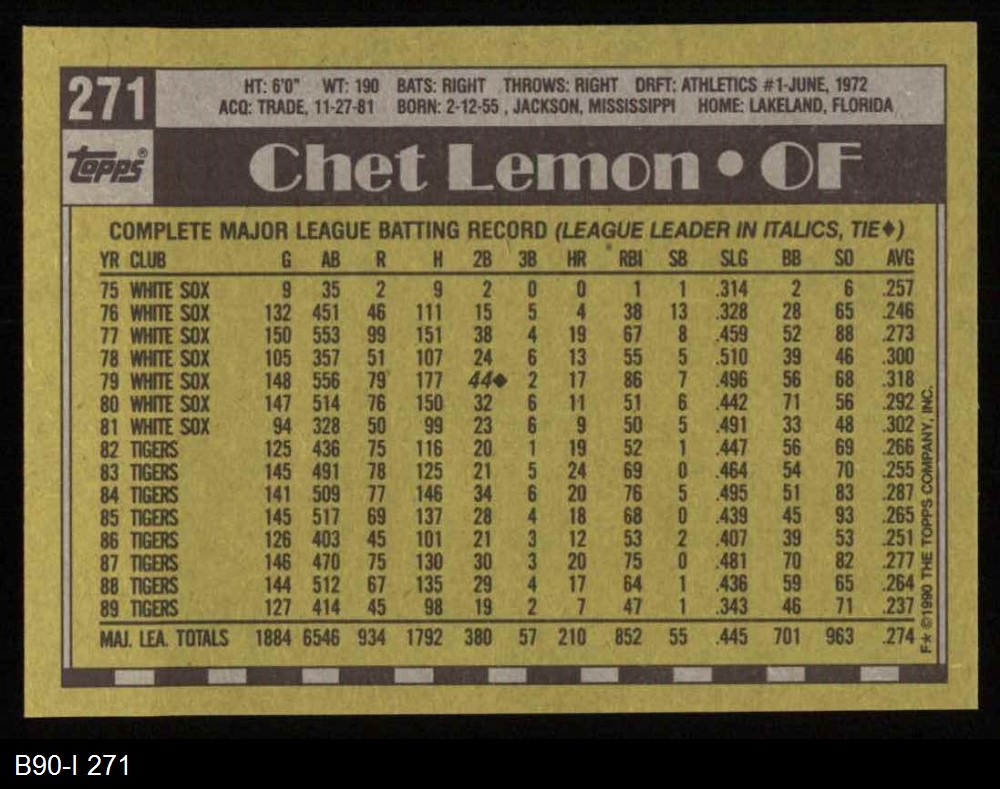 271
HT: 6'0" WT: 190 BATS: RIGHT THROWS: RIGHT DRFT: ATHLETICS #1-JUNE, 1972
ACQ: TRADE, 11-27-81 BORN: 2-12-55 , JACKSON, MISSISSIPPI HOME: LAKELAND, FLORIDA
Topps®
Chet Lemon • OF
COMPLETE MAJOR LEAGUE BATTING RECORD (LEAGUE LEADER IN ITALICS, TIE♦)
YR CLUB G AB R H 2B 3B HR RBI SB SLG BB SO AVG
75 WHITE SOX 9 35 2 9 2 0 0 1 1 .314 2 6 .257
76 WHITE SOX 132 451 46 111 15 5 4 38 13 .328 28 65 .246
77 WHITE SOX 150 553 99 151 38 4 19 67 8 .459 52 88 .273
78 WHITE SOX 105 357 51 107 24 6 13 55 5 .510 39 46 .300
79 WHITE SOX 148 556 79 177 44♦ 2 17 86 7 .496 56 68 .318
80 WHITE SOX 147 514 76 150 32 6 11 51 6 .442 71 56 .292
81 WHITE SOX 94 328 50 99 23 6 9 50 5 .491 33 48 .302
82 TIGERS 125 436 75 116 20 1 19 52 1 .447 56 69 .266
83 TIGERS 145 491 78 125 21 5 24 69 0 .464 54 70 .255
84 TIGERS 141 509 77 146 34 6 20 76 5 .495 51 83 .287
85 TIGERS 145 517 69 137 28 4 18 68 0 .439 45 93 .265
86 TIGERS 126 403 45 101 21 3 12 53 2 .407 39 53 .251
87 TIGERS 146 470 75 130 30 3 20 75 0 .481 70 82 .277
88 TIGERS 144 512 67 135 29 4 17 64 1 .436 59 65 .264
89 TIGERS 127 414 45 98 19 2 7 47 1 .343 46 71 .237
MAJ. LEA. TOTALS 1884 6546 934 1792 380 57 210 852 55 .445 701 963 .274
F★ ©1990 THE TOPPS COMPANY, INC.
B90-I 271